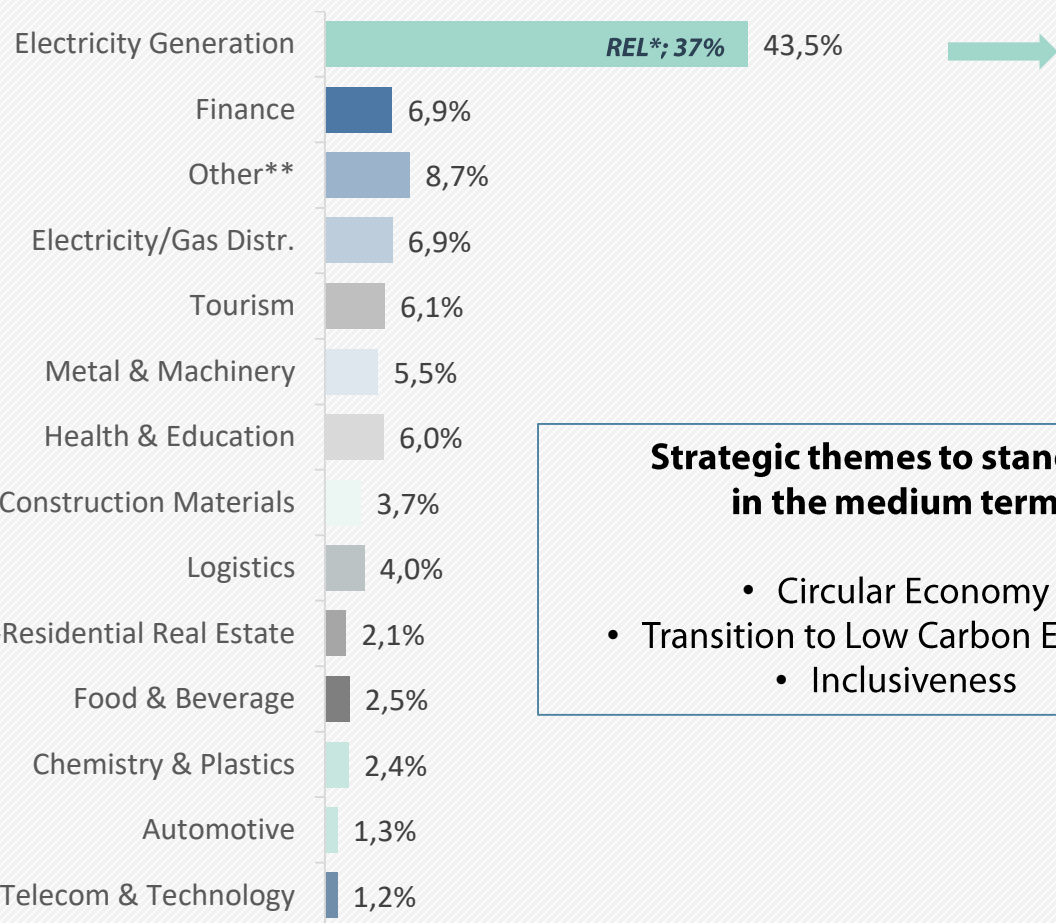 Electricity Generation REL*; 37% 43,5%
Finance 6,9%
Other** 8,7%
Electricity/Gas Distr. 6,9%
Tourism 6,1%
Metal & Machinery 5,5%
Health & Education 6,0%
Construction Materials 3,7%
Logistics 4,0%
-Residential Real Estate 2,1%
Food & Beverage 2,5%
Chemistry & Plastics 2,4%
Automotive 1,3%
Telecom & Technology 1,2%
Strategic themes to stan
in the medium term
• Circular Economy
• Transition to Low Carbon E
• Inclusiveness